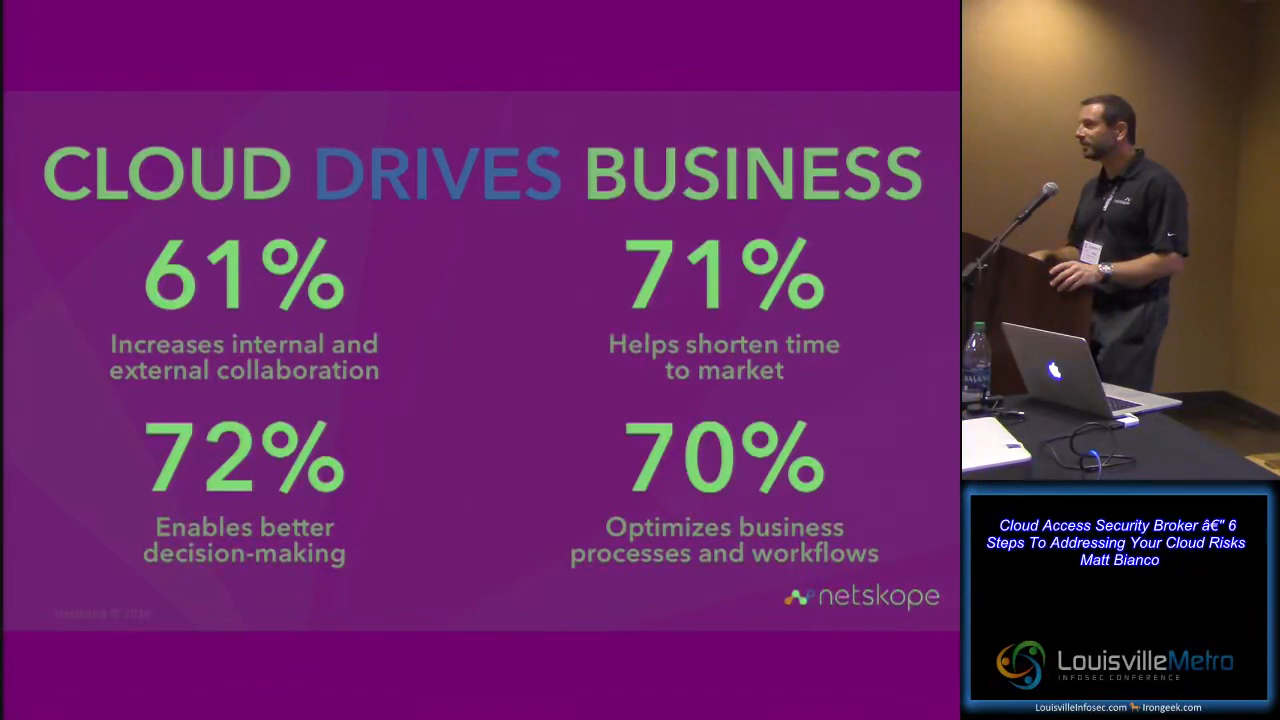 CLOUD DRIVES BUSINESS
61%
Increases internal and
external collaboration
71%
Helps shorten time
to market
72%
Enables better
decision-making
70%
Optimizes business
processes and workflows
netskope
Cloud Access Security Broker â€“ 6
Steps To Addressing Your Cloud Risks
Matt Bianco
LouisvilleMetro
INFOSEC CONFERENCE
LouisvilleInfosec.com Irongeek.com